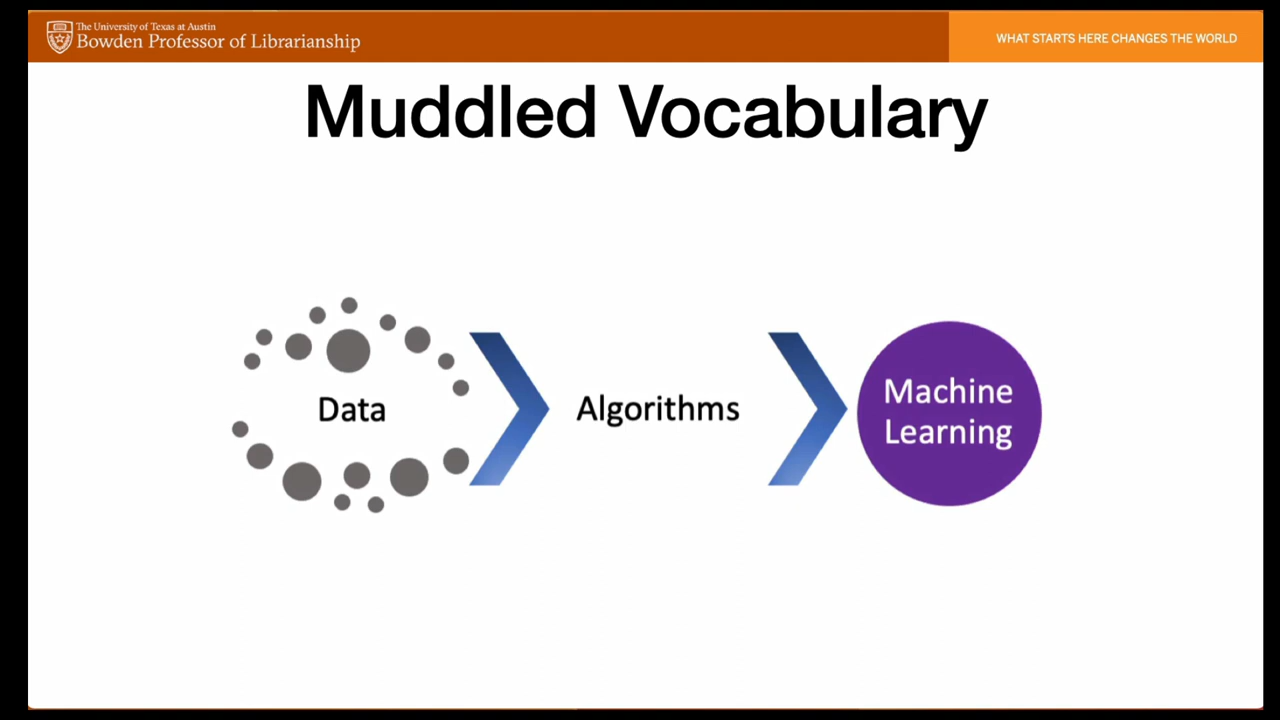 The University of Texas at Austin
Bowden Professor of Librarianship
WHAT STARTS HERE CHANGES THE WORLD
Muddled Vocabulary
Data
Algorithms
Machine
Learning